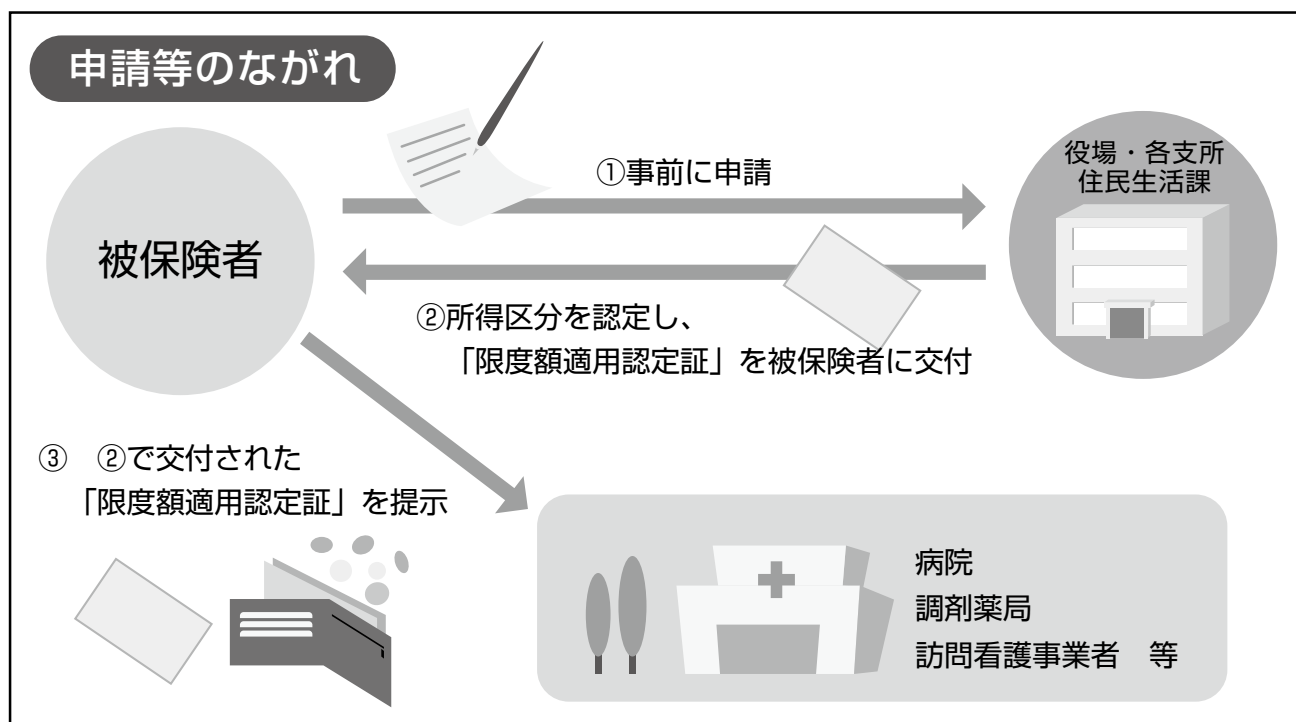 申請等のながれ
被保険者
①事前に申請
役場・各支所
住民生活課
②所得区分を認定し、
「限度額適用認定証」を被保険者に交付
③　②で交付された
「限度額適用認定証」を提示
病院
調剤薬局
訪問看護事業者　等